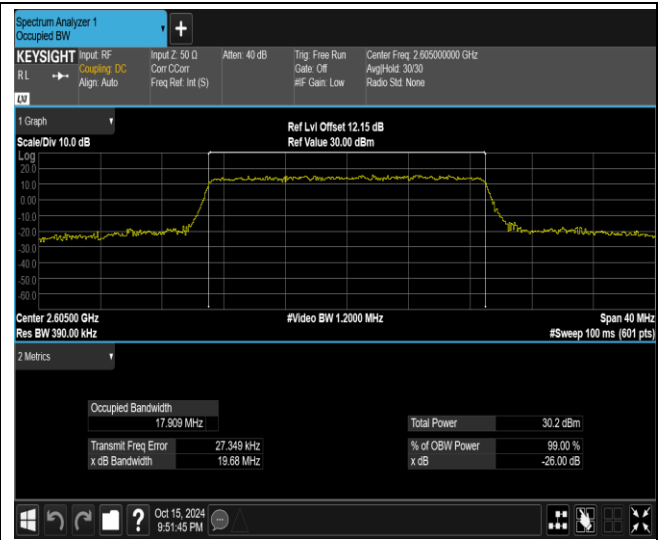 Spectrum Analyzer 1
Occupied BW
+
KEYSIGHT Input: RF Input Z: 50 Ω Atten: 40 dB Trig: Free Run Center Freq: 2.605000000 GHz
RL Coupling: DC Corr CCorr Gate: Off Avg|Hold: 30/30
Align: Auto Freq Ref: Int (S) #IF Gain: Low Radio Std: None
LXI
1 Graph
Ref Lvl Offset 12.15 dB
Scale/Div 10.0 dB Ref Value 30.00 dBm
Log
20.0
10.0
0.00
-10.0
-20.0
-30.0
-40.0
-50.0
-60.0
Center 2.60500 GHz #Video BW 1.2000 MHz Span 40 MHz
Res BW 390.00 kHz #Sweep 100 ms (601 pts)
2 Metrics
Occupied Bandwidth
17.909 MHz Total Power 30.2 dBm
Transmit Freq Error 27.349 kHz % of OBW Power 99.00 %
x dB Bandwidth 19.68 MHz x dB -26.00 dB
? Oct 15, 2024
9:51:45 PM